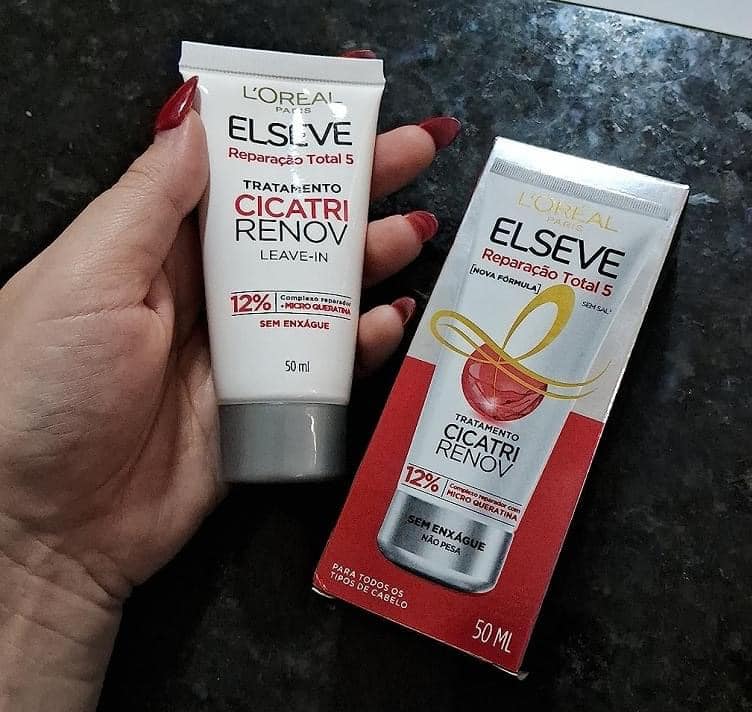 L'ORÉAL
PARIS
ELSEVE
Reparação Total 5
TRATAMENTO
CICATRI
RENOV
LEAVE-IN
12% Complexo reparador
+MICRO QUERATINA
SEM ENXÁGUE
50 ml
L'ORÉAL
PARIS
ELSEVE
Reparação Total 5
[NOVA FÓRMULA]
SEM SAL*
TRATAMENTO
CICATRI
RENOV
12% Complexo reparador com
MICRO QUERATINA
SEM ENXÁGUE
NÃO PESA
PARA TODOS OS
TIPOS DE CABELO
50 ML